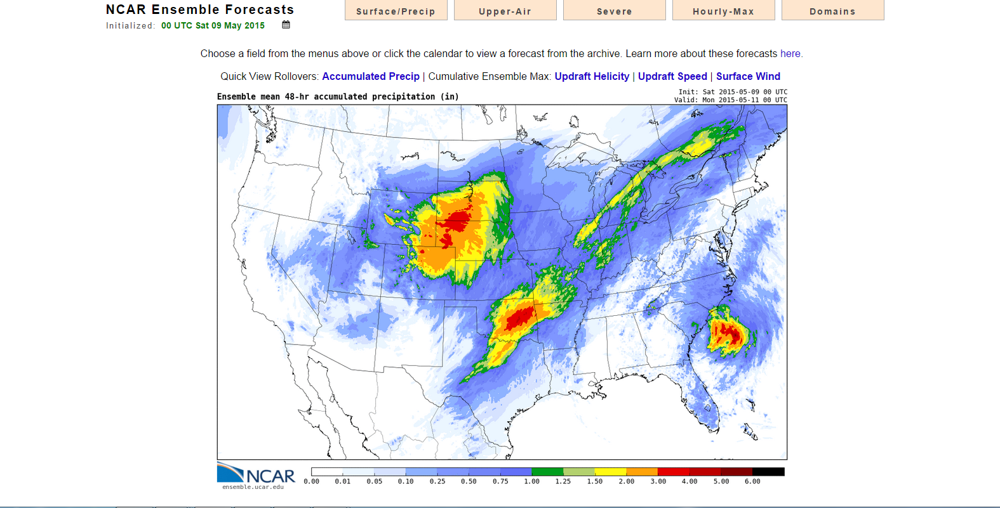 NCAR Ensemble Forecasts
Surface/Precip Upper-Air Severe Hourly-Max Domains
Initialized: 00 UTC Sat 09 May 2015
Choose a field from the menus above or click the calendar to view a forecast from the archive. Learn more about these forecasts here.
Quick View Rollovers: Accumulated Precip | Cumulative Ensemble Max: Updraft Helicity | Updraft Speed | Surface Wind
Ensemble mean 48-hr accumulated precipitation (in)
Init: Sat 2015-05-09 00 UTC
Valid: Mon 2015-05-11 00 UTC
NCAR
ensemble.ucar.edu
0.00 0.01 0.05 0.10 0.25 0.50 0.75 1.00 1.25 1.50 2.00 3.00 4.00 5.00 6.00